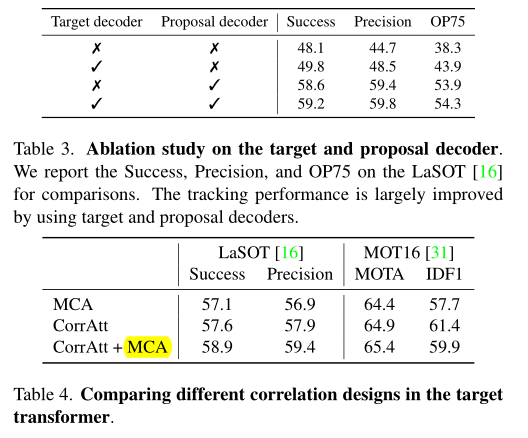 Target decoder Proposal decoder Success Precision OP75
✗ ✗ 48.1 44.7 38.3
✓ ✗ 49.8 48.5 43.9
✗ ✓ 58.6 59.4 53.9
✓ ✓ 59.2 59.8 54.3
Table 3. Ablation study on the target and proposal decoder.
We report the Success, Precision, and OP75 on the LaSOT [16]
for comparisons. The tracking performance is largely improved
by using target and proposal decoders.
LaSOT [16] MOT16 [31]
Success Precision MOTA IDF1
MCA 57.1 56.9 64.4 57.7
CorrAtt 57.6 57.9 64.9 61.4
CorrAtt + MCA 58.9 59.4 65.4 59.9
Table 4. Comparing different correlation designs in the target
transformer.